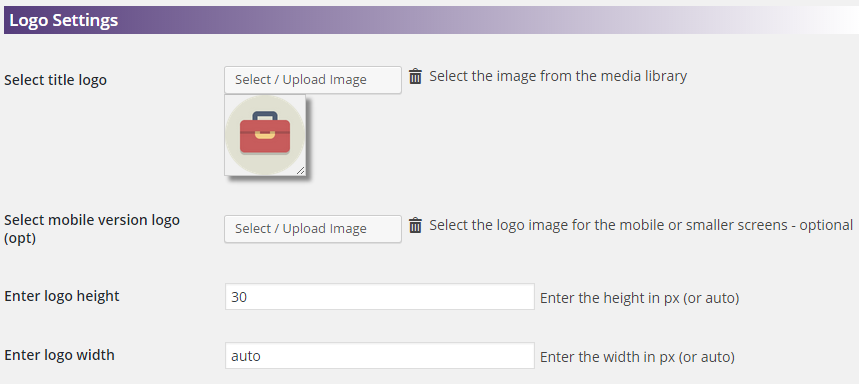 Logo Settings
Select title logo
Select / Upload Image
Select the image from the media library
Select mobile version logo
(opt)
Select / Upload Image
Select the logo image for the mobile or smaller screens - optional
Enter logo height
30
Enter the height in px (or auto)
Enter logo width
auto
Enter the width in px (or auto)